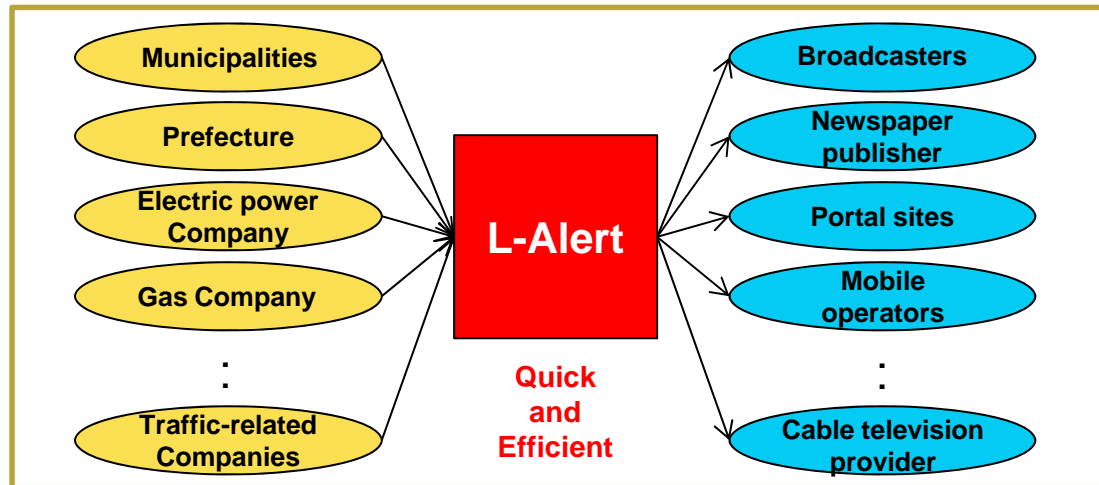 Municipalities
Prefecture
Electric power
Company
Gas Company
:
Traffic-related
Companies
L-Alert
Quick
and
Efficient
Broadcasters
Newspaper
publisher
Portal sites
Mobile
operators
:
Cable television
provider